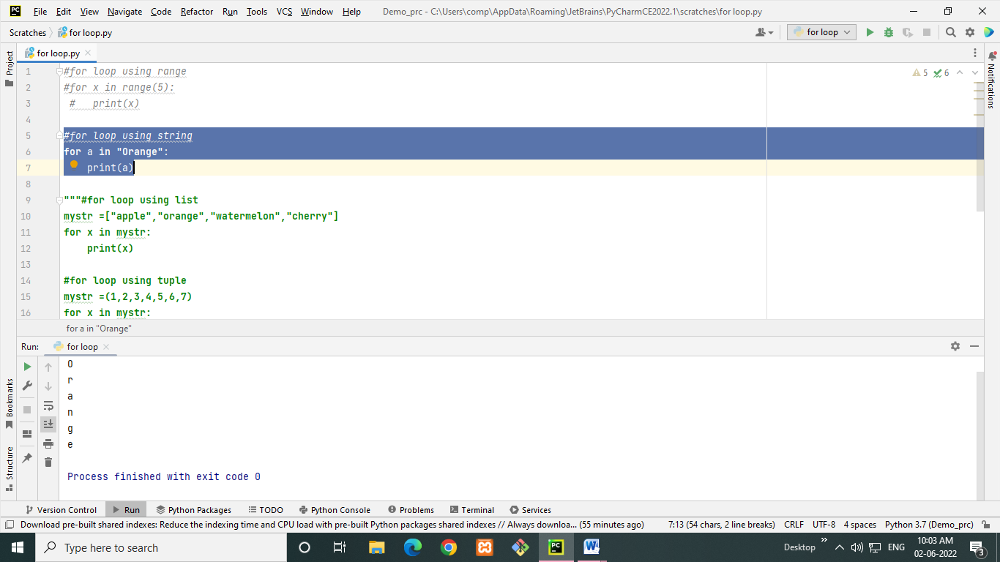 PC File Edit View Navigate Code Refactor Run Tools VCS Window Help Demo_prc - C:\Users\comp\AppData\Roaming\JetBrains\PyCharmCE2022.1\scratches\for loop.py
Scratches for loop.py for loop
for loop.py
Project
Notifications
1 #for loop using range 5 6
2 #for x in range(5):
3 #   print(x)
4
5 #for loop using string
6 for a in "Orange":
7     print(a)
8
9 """#for loop using list
10 mystr =["apple","orange","watermelon","cherry"]
11 for x in mystr:
12     print(x)
13
14 #for loop using tuple
15 mystr =(1,2,3,4,5,6,7)
16 for x in mystr:
for a in "Orange"
Run: for loop
O
r
a
n
g
e
Process finished with exit code 0
Bookmarks
Structure
Version Control Run Python Packages TODO Python Console Problems Terminal Services
Download pre-built shared indexes: Reduce the indexing time and CPU load with pre-built Python packages shared indexes // Always downloa... (55 minutes ago) 7:13 (54 chars, 2 line breaks) CRLF UTF-8 4 spaces Python 3.7 (Demo_prc)
Type here to search PC W Desktop ENG 10:03 AM
02-06-2022 3